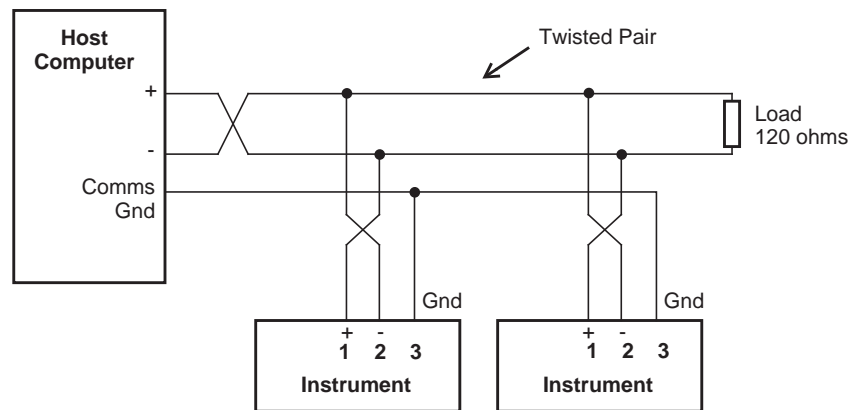 Host
Computer
Twisted Pair
+
Load
120 ohms
-
Comms
Gnd
Gnd
Gnd
+ -
1 2 3
Instrument
+ -
1 2 3
Instrument